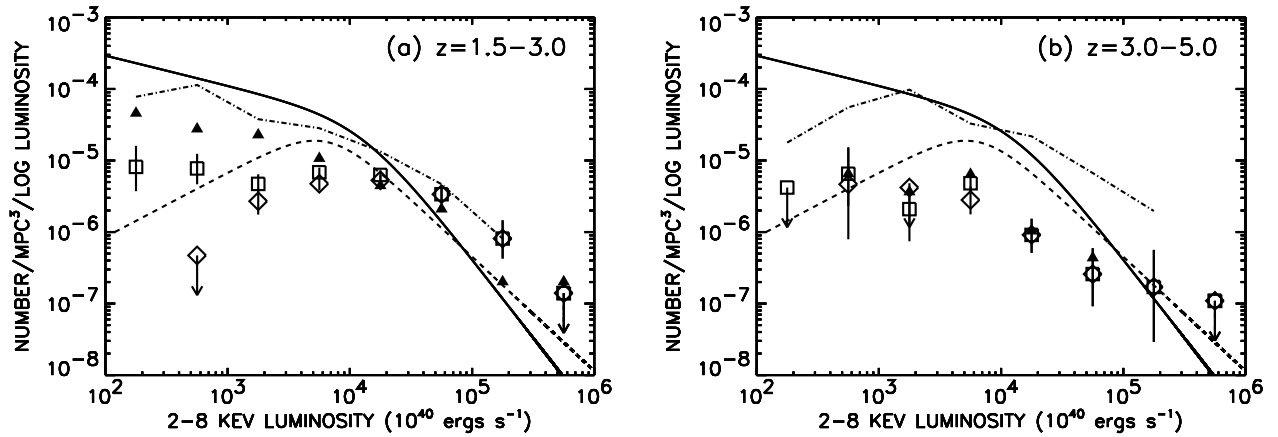 (a) z=1.5−3.0
NUMBER/MPC³/LOG LUMINOSITY
10⁻³
10⁻⁴
10⁻⁵
10⁻⁶
10⁻⁷
10⁻⁸
10² 10³ 10⁴ 10⁵ 10⁶
2−8 KEV LUMINOSITY (10⁴⁰ ergs s⁻¹)
(b) z=3.0−5.0
NUMBER/MPC³/LOG LUMINOSITY
10⁻³
10⁻⁴
10⁻⁵
10⁻⁶
10⁻⁷
10⁻⁸
10² 10³ 10⁴ 10⁵ 10⁶
2−8 KEV LUMINOSITY (10⁴⁰ ergs s⁻¹)